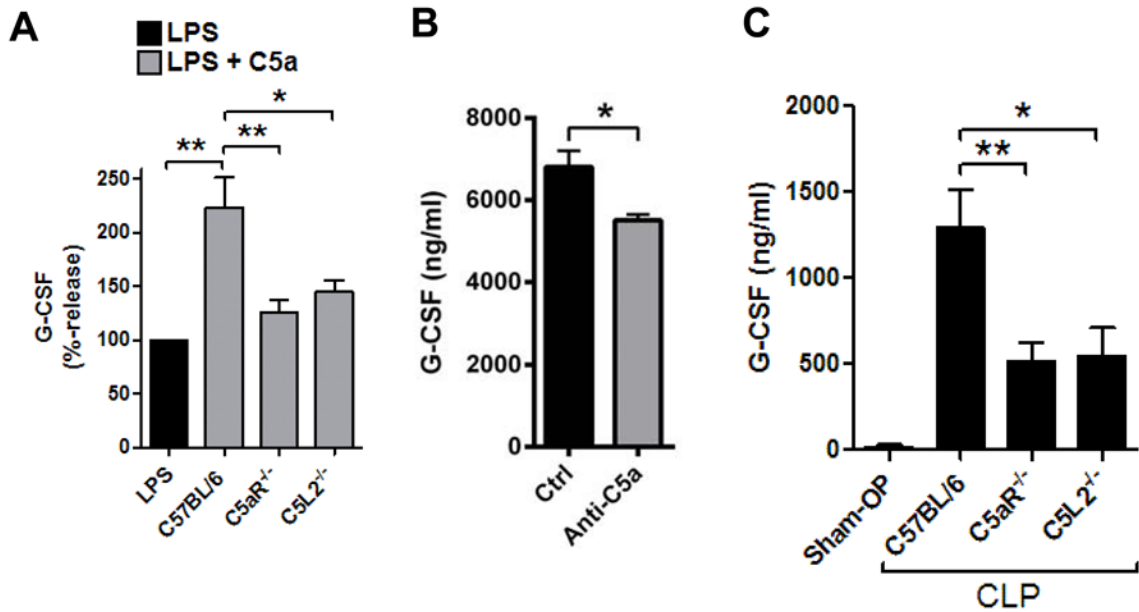 A
LPS
LPS + C5a
*
**
**
G-CSF
(%-release)
250
200
150
100
50
0
LPS
C57BL/6
C5aR-/-
C5L2-/-
B
*
G-CSF (ng/ml)
8000
6000
4000
2000
0
Ctrl
Anti-C5a
C
*
**
G-CSF (ng/ml)
2000
1500
1000
500
0
Sham-OP
C57BL/6
C5aR-/-
C5L2-/-
CLP